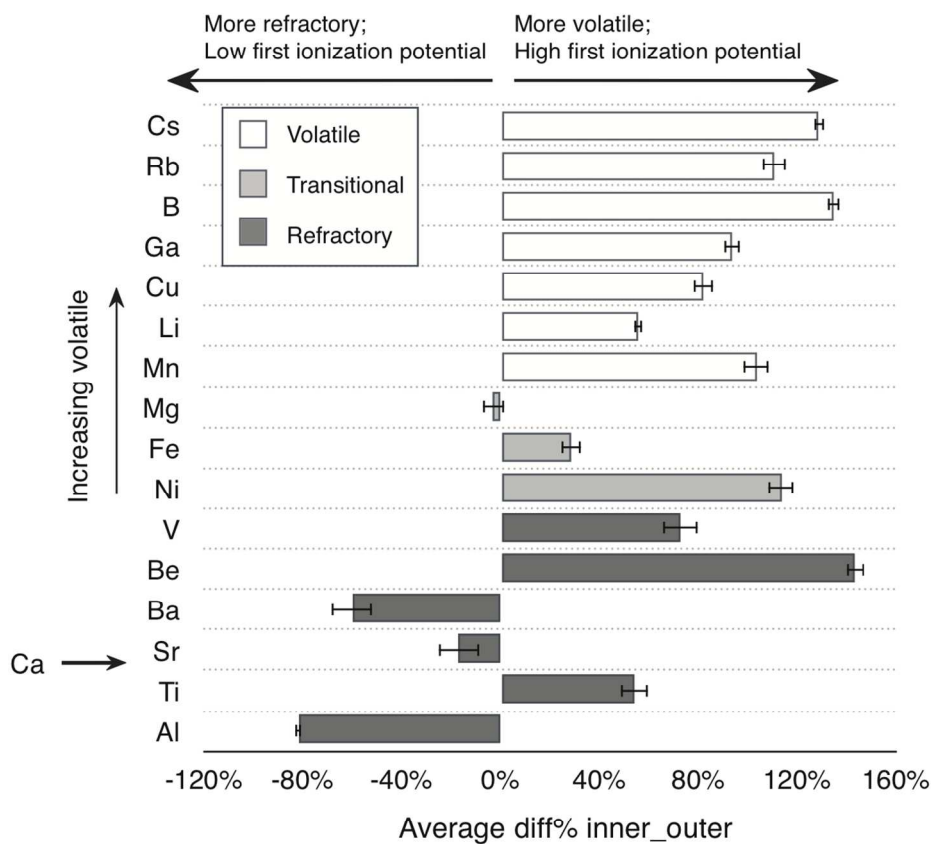 More refractory;
Low first ionization potential
More volatile;
High first ionization potential
Volatile
Transitional
Refractory
Cs
Rb
B
Ga
Cu
Li
Mn
Mg
Fe
Ni
V
Be
Ba
Sr
Ti
Al
Increasing volatile
Ca
-120% -80% -40% 0% 40% 80% 120% 160%
Average diff% inner_outer